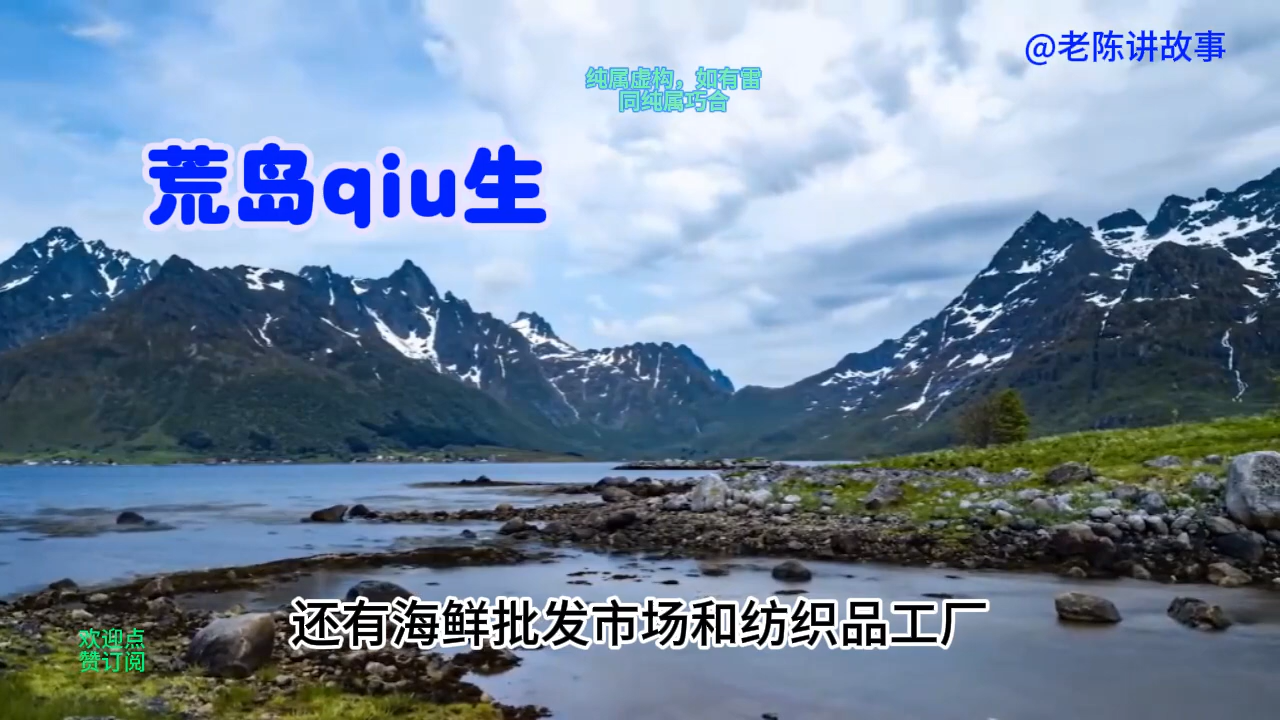 @老陈讲故事
纯属虚构，如有雷
同纯属巧合
荒岛qiu生
还有海鲜批发市场和纺织品工厂
欢迎点
赞订阅